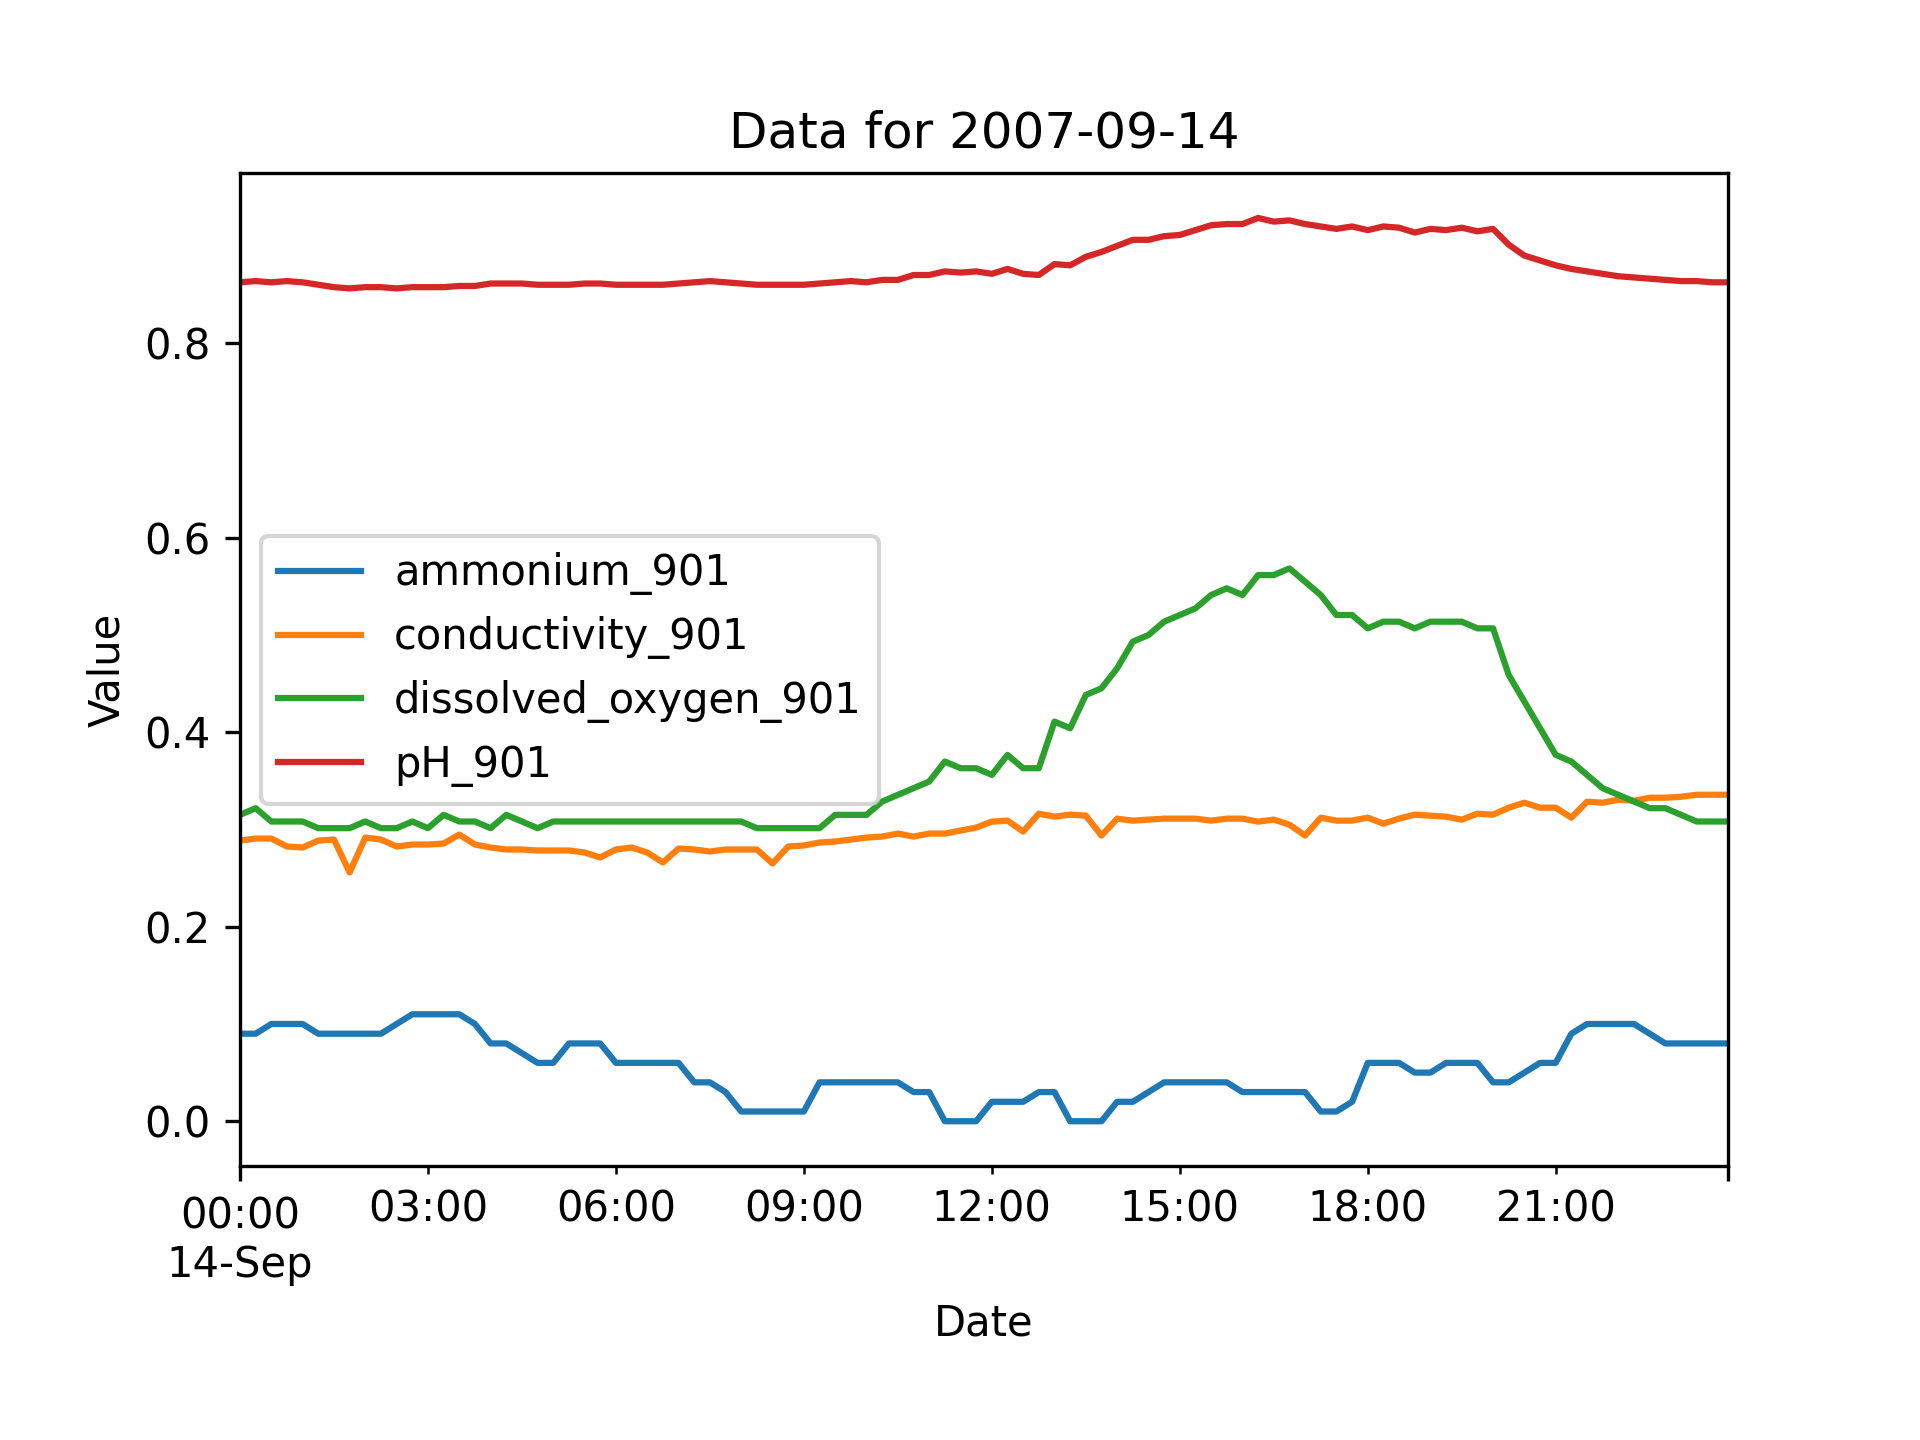 Data for 2007-09-14
Value
0.8
0.6
0.4
0.2
0.0
ammonium_901
conductivity_901
dissolved_oxygen_901
pH_901
00:00 03:00 06:00 09:00 12:00 15:00 18:00 21:00
14-Sep
Date